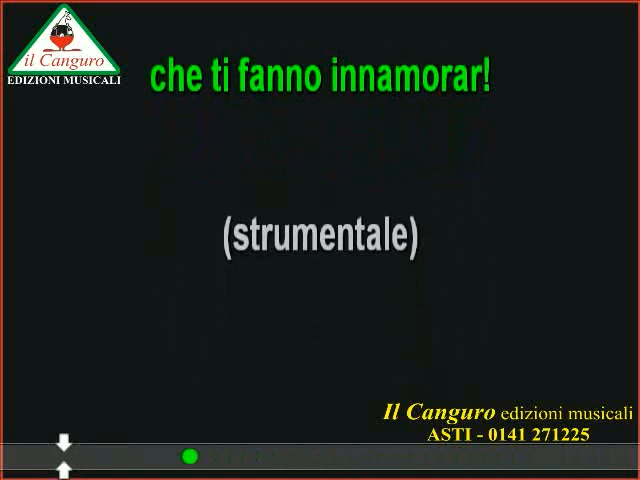 il Canguro
EDIZIONI MUSICALI
che ti fanno innamorar!
(strumentale)
Il Canguro edizioni musicali
ASTI - 0141 271225